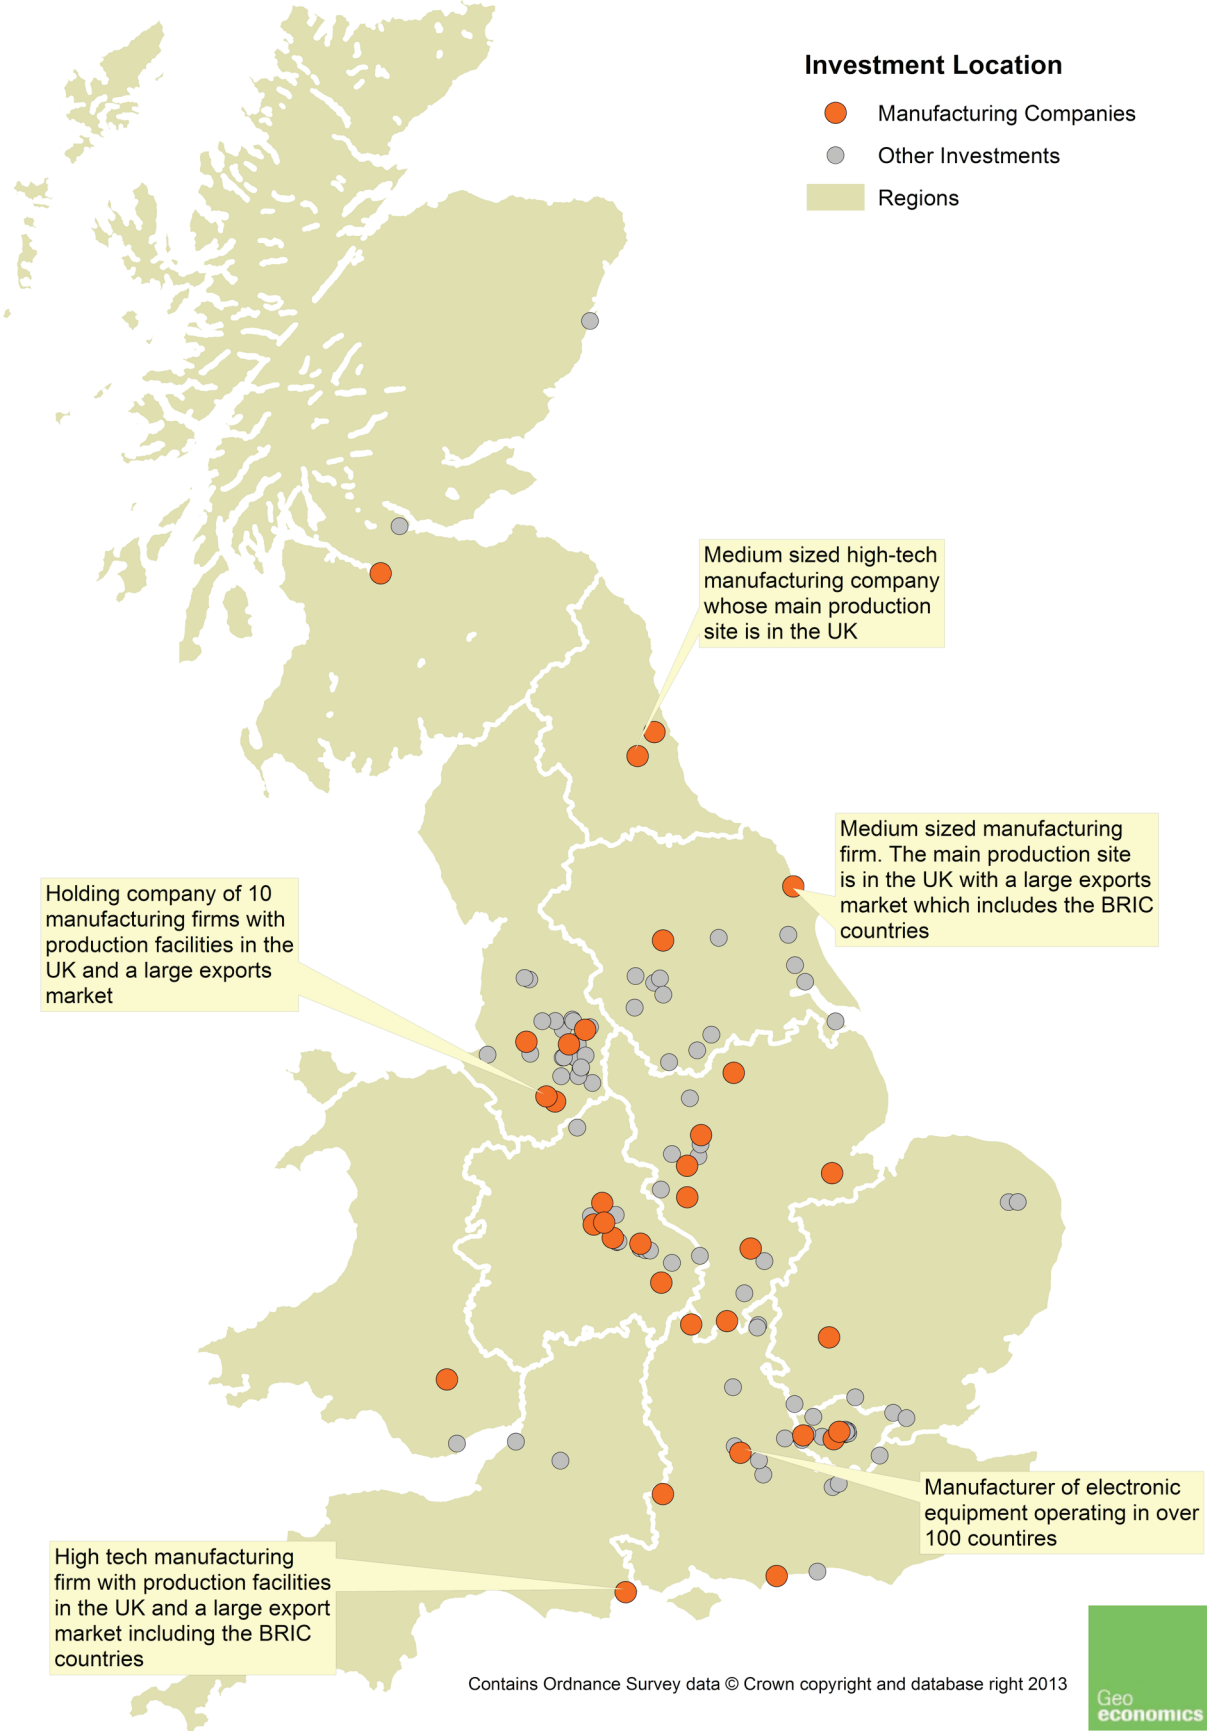 Investment Location
Manufacturing Companies
Other Investments
Regions
Medium sized high-tech
manufacturing company
whose main production
site is in the UK
Medium sized manufacturing
firm. The main production site
is in the UK with a large exports
market which includes the BRIC
countries
Holding company of 10
manufacturing firms with
production facilities in the
UK and a large exports
market
Manufacturer of electronic
equipment operating in over
100 countires
High tech manufacturing
firm with production facilities
in the UK and a large export
market including the BRIC
countries
Contains Ordnance Survey data © Crown copyright and database right 2013
Geo
economics